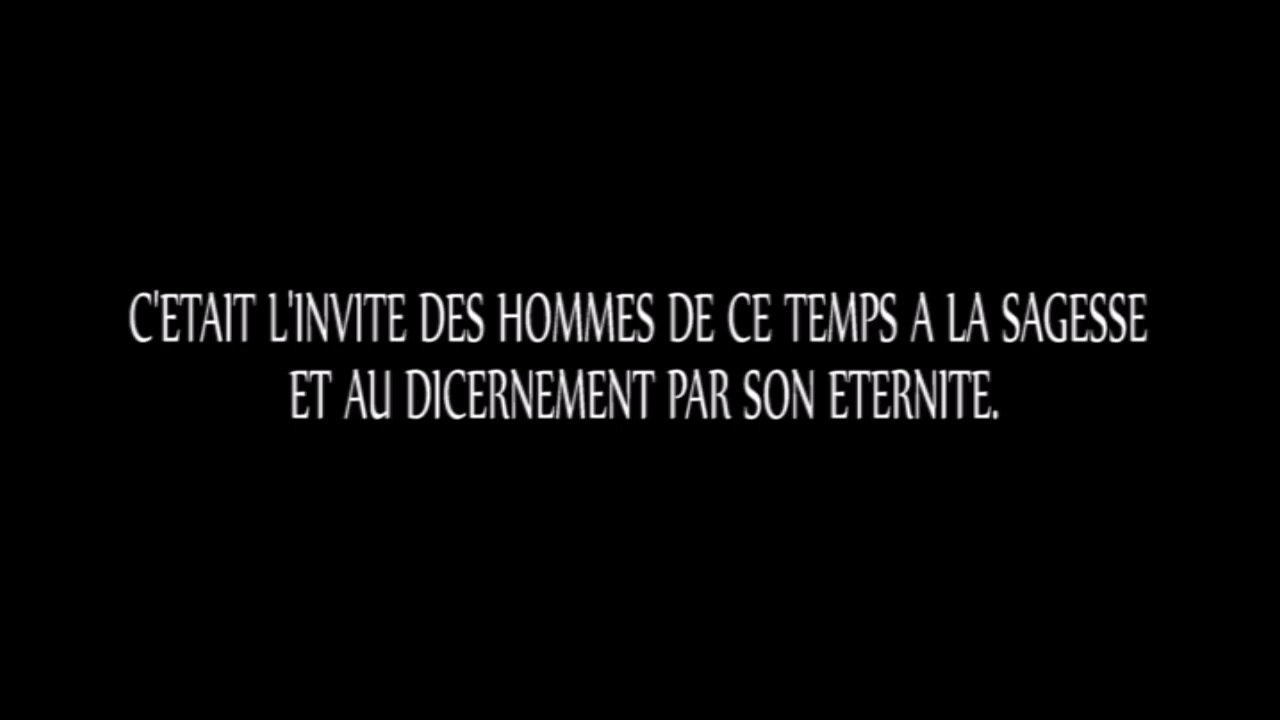 C'ETAIT L'INVITE DES HOMMES DE CE TEMPS A LA SAGESSE
ET AU DICERNEMENT PAR SON ETERNITE.